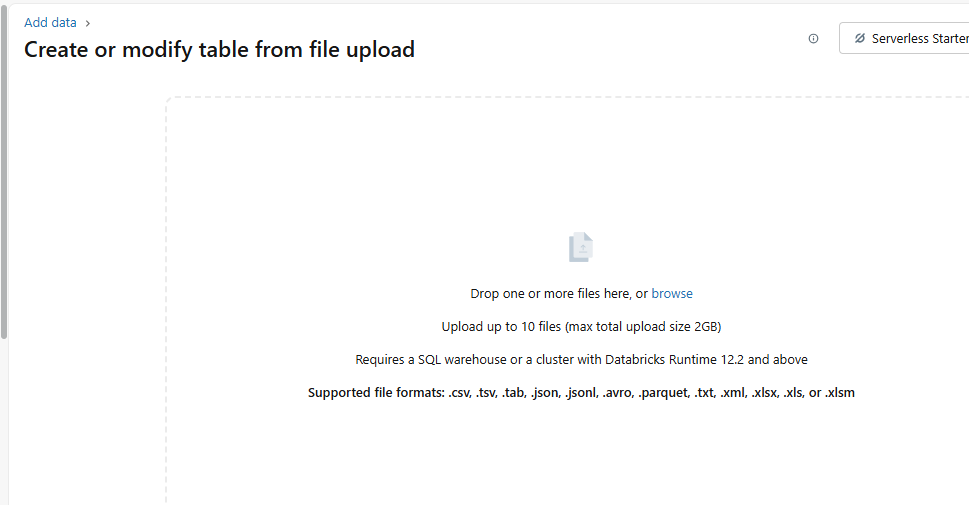 Add data ›
Create or modify table from file upload
Serverless Starter
Drop one or more files here, or browse
Upload up to 10 files (max total upload size 2GB)
Requires a SQL warehouse or a cluster with Databricks Runtime 12.2 and above
Supported file formats: .csv, .tsv, .tab, .json, .jsonl, .avro, .parquet, .txt, .xml, .xlsx, .xls, or .xlsm